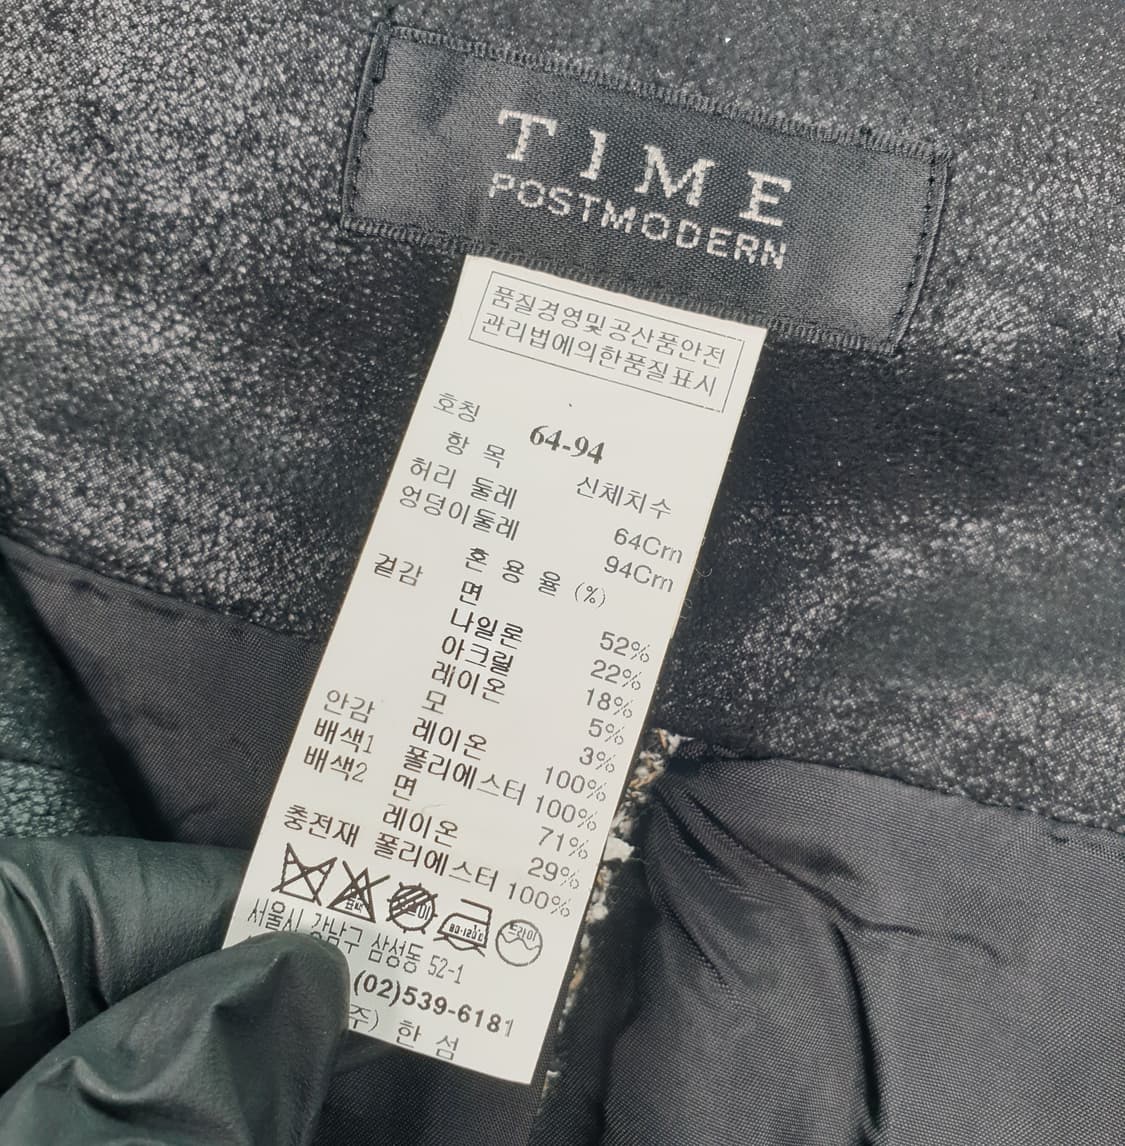 TIME
POSTMODERN
품질경영및공산품안전
관리법에의한품질표시
호칭 64-94
항 목 신체치수
허리 둘레 64Cm
엉덩이둘레 94Cm
혼 용 율 (%)
겉감 면 52%
나일론 22%
아크릴 18%
레이온 5%
모 3%
안감 레이온 100%
배색1 폴리에스터 100%
배색2 면 71%
레이온 29%
충전재 폴리에스터 100%
80-120℃ 드라이
서울시 강남구 삼성동 52-1
(02)539-6181
주) 한 섬